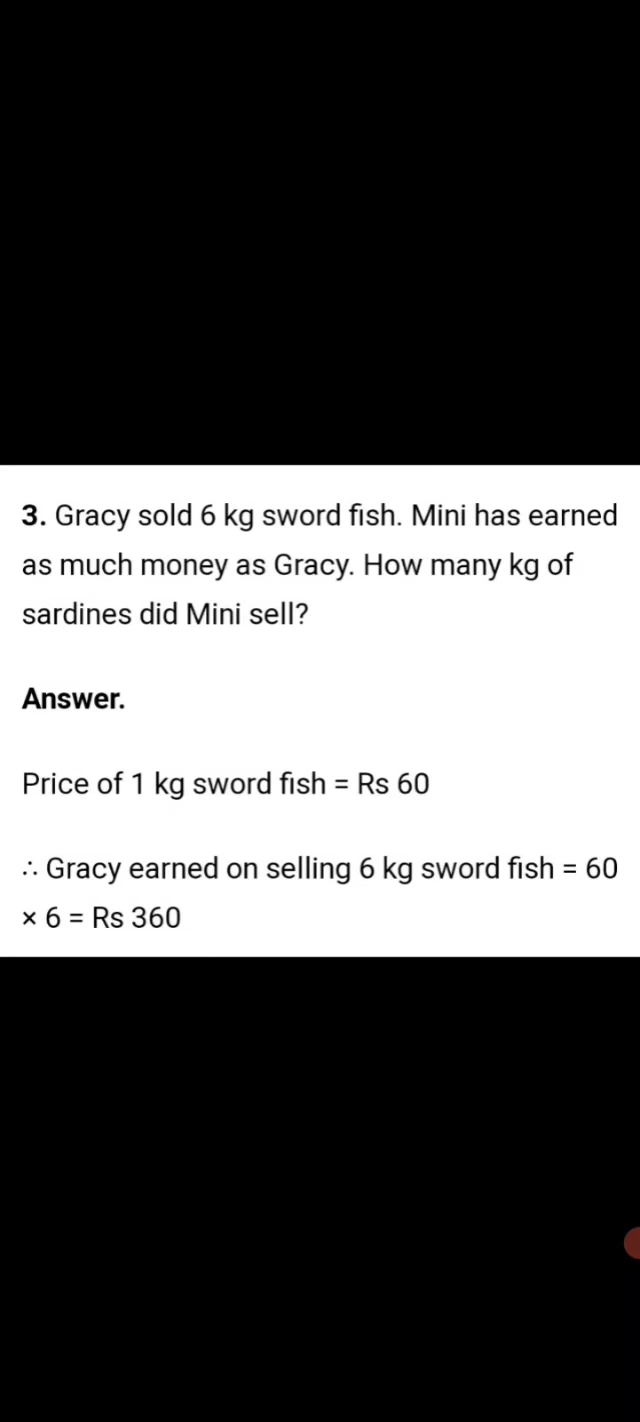 3. Gracy sold 6 kg sword fish. Mini has earned
as much money as Gracy. How many kg of
sardines did Mini sell?
Answer.
Price of 1 kg sword fish = Rs 60
∴ Gracy earned on selling 6 kg sword fish = 60
× 6 = Rs 360